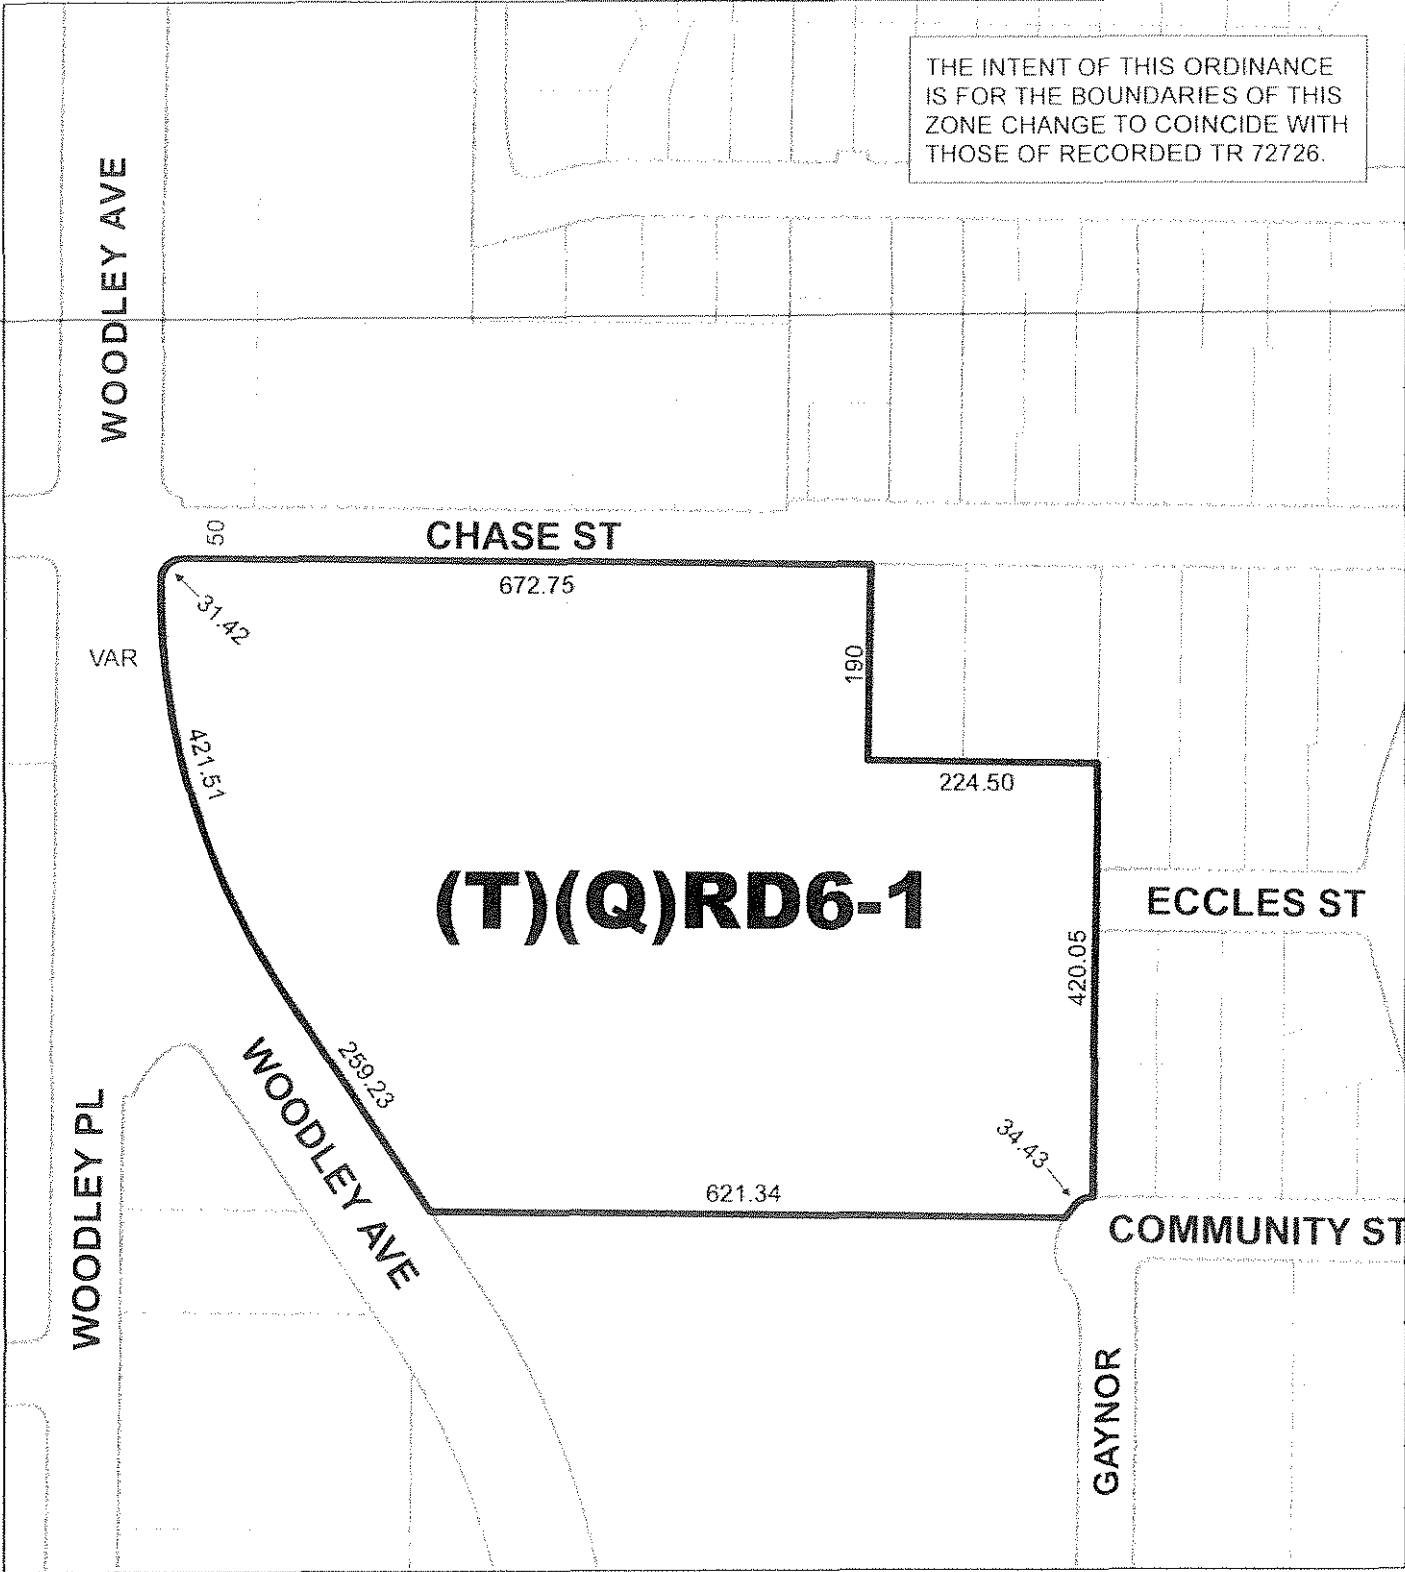 THE INTENT OF THIS ORDINANCE
IS FOR THE BOUNDARIES OF THIS
ZONE CHANGE TO COINCIDE WITH
THOSE OF RECORDED TR 72726.
WOODLEY AVE
50
CHASE ST
672.75
31.42
VAR
190
421.51
224.50
(T)(Q)RD6-1
ECCLES ST
420.05
259.23
WOODLEY AVE
WOODLEY PL
34.43
621.34
COMMUNITY ST
GAYNOR